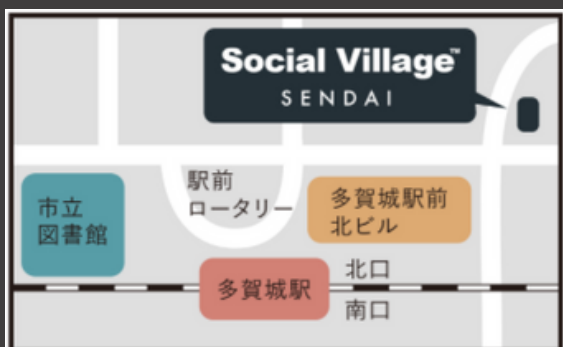 Social Village™
SENDAI
駅前
ロータリー
市立
図書館
多賀城駅前
北ビル
多賀城駅
北口
南口